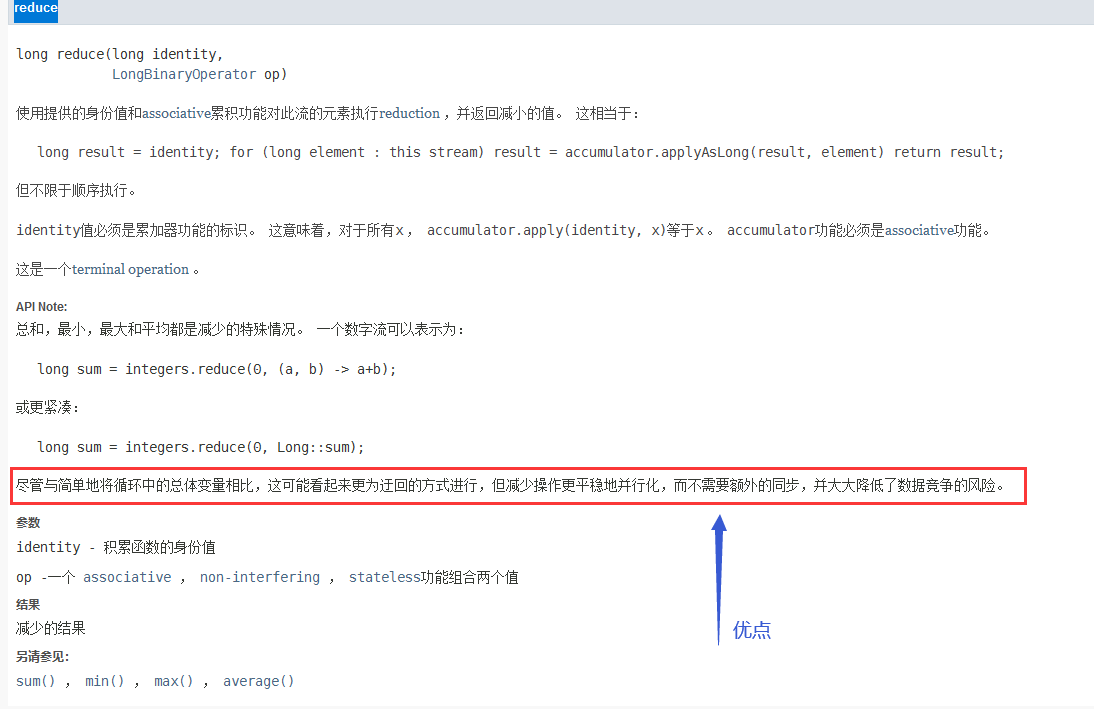 reduce
long reduce(long identity,
LongBinaryOperator op)
使用提供的身份值和associative累积功能对此流的元素执行reduction ，并返回减小的值。 这相当于：
long result = identity; for (long element : this stream) result = accumulator.applyAsLong(result, element) return result;
但不限于顺序执行。
identity值必须是累加器功能的标识。 这意味着，对于所有x ， accumulator.apply(identity, x)等于x 。 accumulator功能必须是associative功能。
这是一个terminal operation 。
API Note:
总和，最小，最大和平均都是减少的特殊情况。 一个数字流可以表示为：
long sum = integers.reduce(0, (a, b) -> a+b);
或更紧凑：
long sum = integers.reduce(0, Long::sum);
尽管与简单地将循环中的总体变量相比，这可能看起来更为迂回的方式进行，但减少操作更平稳地并行化，而不需要额外的同步，并大大降低了数据竞争的风险。
参数
identity - 积累函数的身份值
op -一个 associative ， non-interfering ， stateless功能组合两个值
优点
结果
减少的结果
另请参见：
sum() ， min() ， max() ， average()